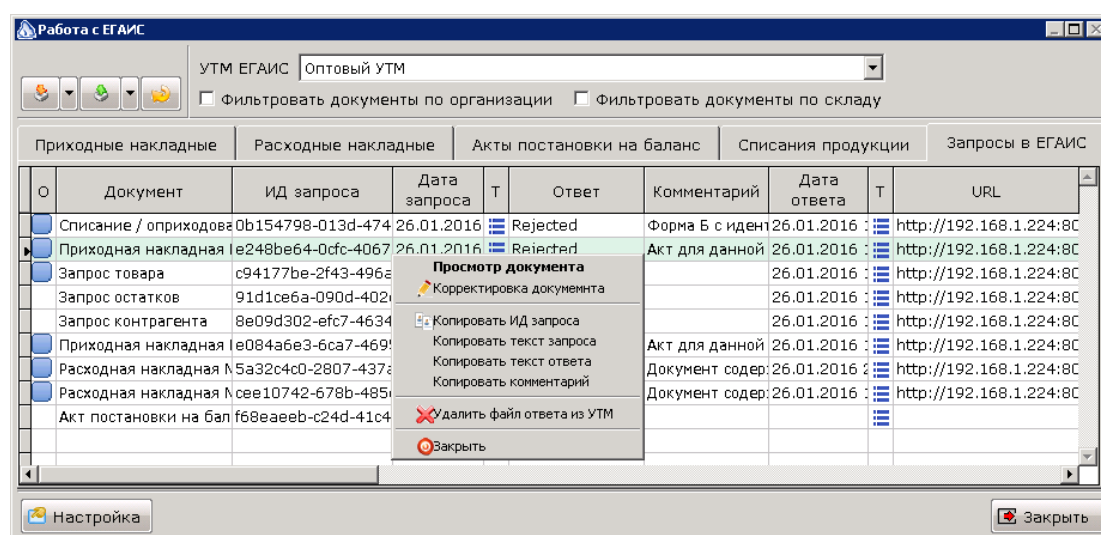 Работа с ЕГАИС
УТМ ЕГАИС Оптовый УТМ
Фильтровать документы по организации Фильтровать документы по складу
Приходные накладные Расходные накладные Акты постановки на баланс Списания продукции Запросы в ЕГАИС
О Документ ИД запроса Дата запроса Т Ответ Комментарий Дата ответа Т URL
Списание / оприходова 0b154798-013d-474 26.01.2016 Rejected Форма Б с идент 26.01.2016 http://192.168.1.224:80
Приходная накладная e248be64-0cfc-4067 26.01.2016 Rejected Акт для данной 26.01.2016 http://192.168.1.224:80
Запрос товара c94177be-2f43-496a 26.01.2016 http://192.168.1.224:80
Запрос остатков 91d1ce6a-090d-402 26.01.2016 http://192.168.1.224:80
Запрос контрагента 8e09d302-efc7-4634 26.01.2016 http://192.168.1.224:80
Приходная накладная e084a6e3-6ca7-469 Акт для данной 26.01.2016 http://192.168.1.224:80
Расходная накладная N 5a32c4c0-2807-437a Документ содер 26.01.2016 http://192.168.1.224:80
Расходная накладная N cee10742-678b-485 Документ содер 26.01.2016 http://192.168.1.224:80
Акт постановки на бал f68eaeeb-c24d-41c4
Просмотр документа
Корректировка докумемнта
Копировать ИД запроса
Копировать текст запроса
Копировать текст ответа
Копировать комментарий
Удалить файл ответа из УТМ
Закрыть
Настройка Закрыть